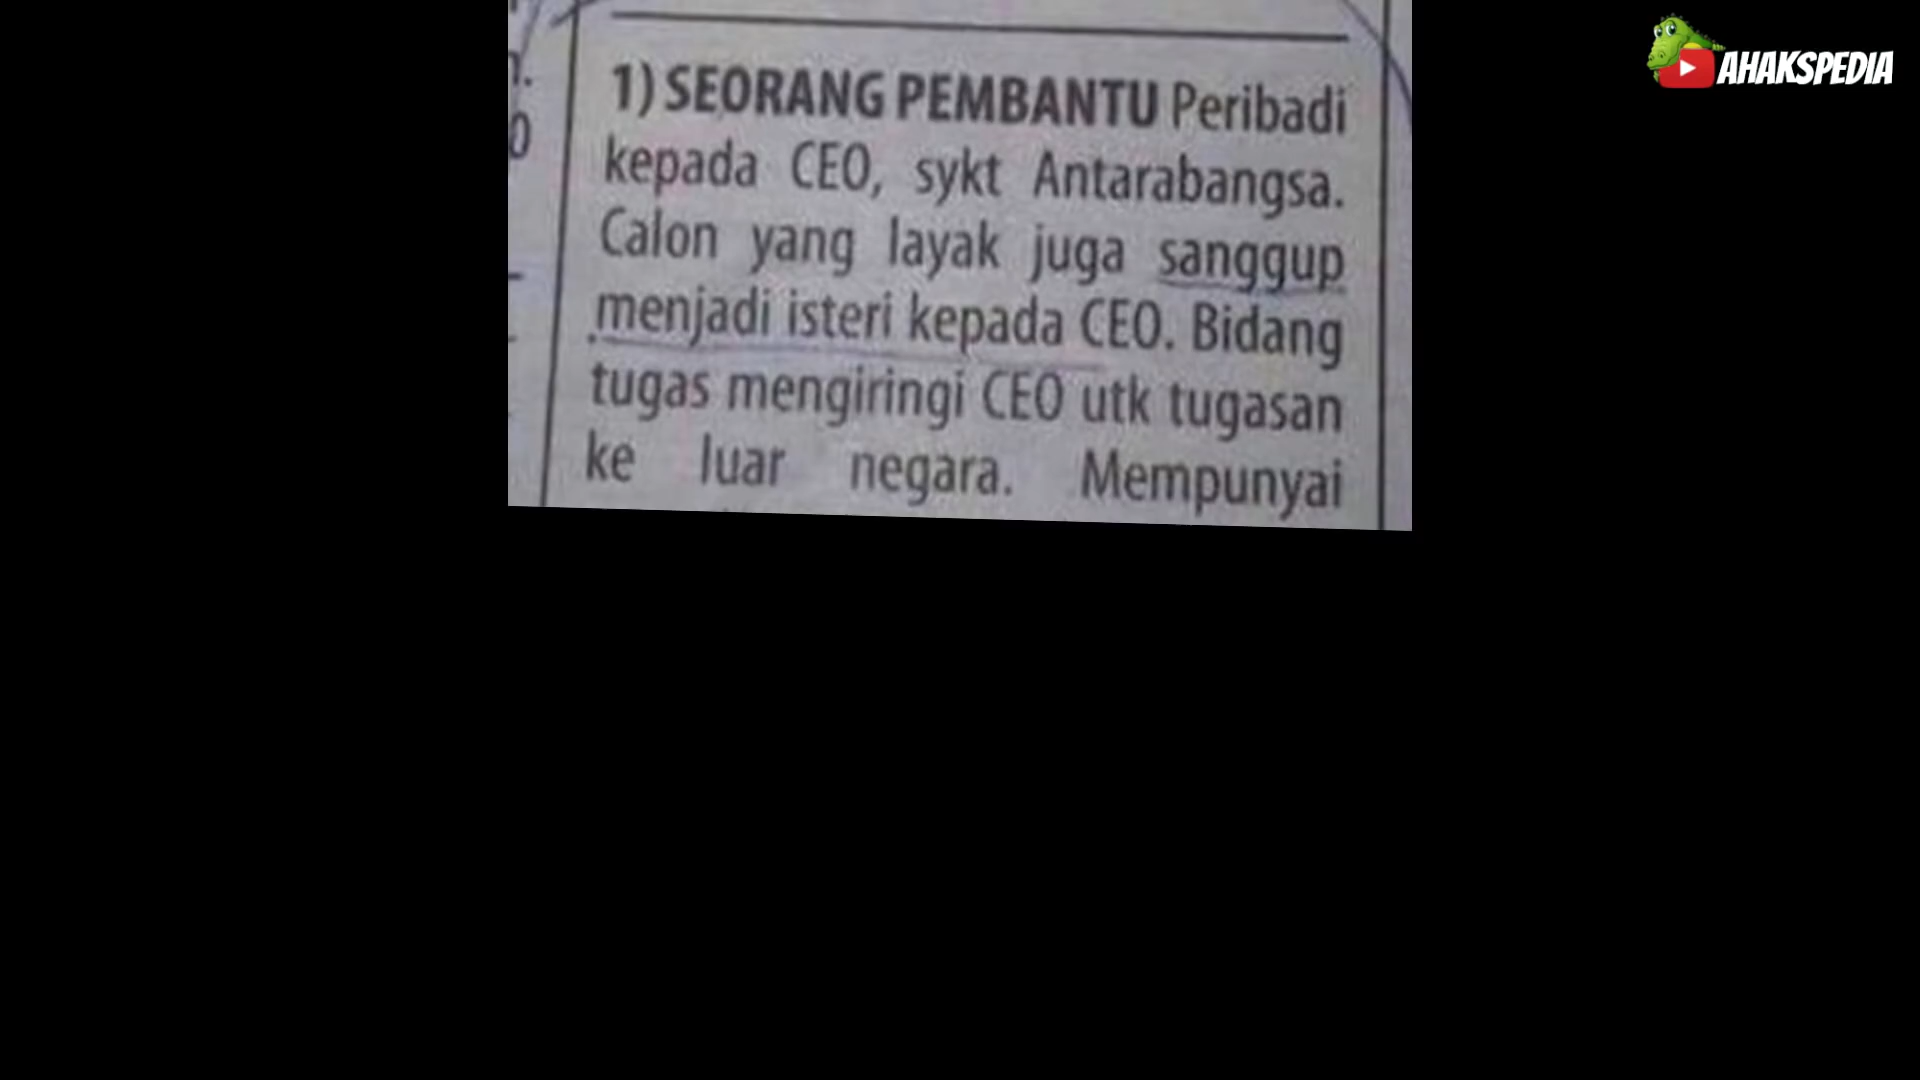 AHAKSPEDIA
1) SEORANG PEMBANTU Peribadi
kepada CEO, sykt Antarabangsa.
Calon yang layak juga sanggup
menjadi isteri kepada CEO. Bidang
tugas mengiringi CEO utk tugasan
ke luar negara. Mempunyai